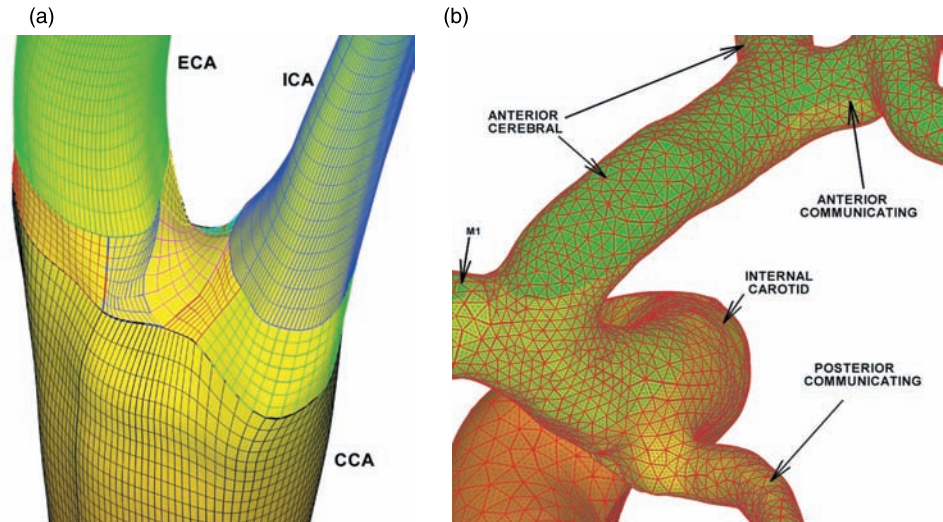 (a)
ECA
ICA
CCA
(b)
ANTERIOR
CEREBRAL
ANTERIOR
COMMUNICATING
M1
INTERNAL
CAROTID
POSTERIOR
COMMUNICATING